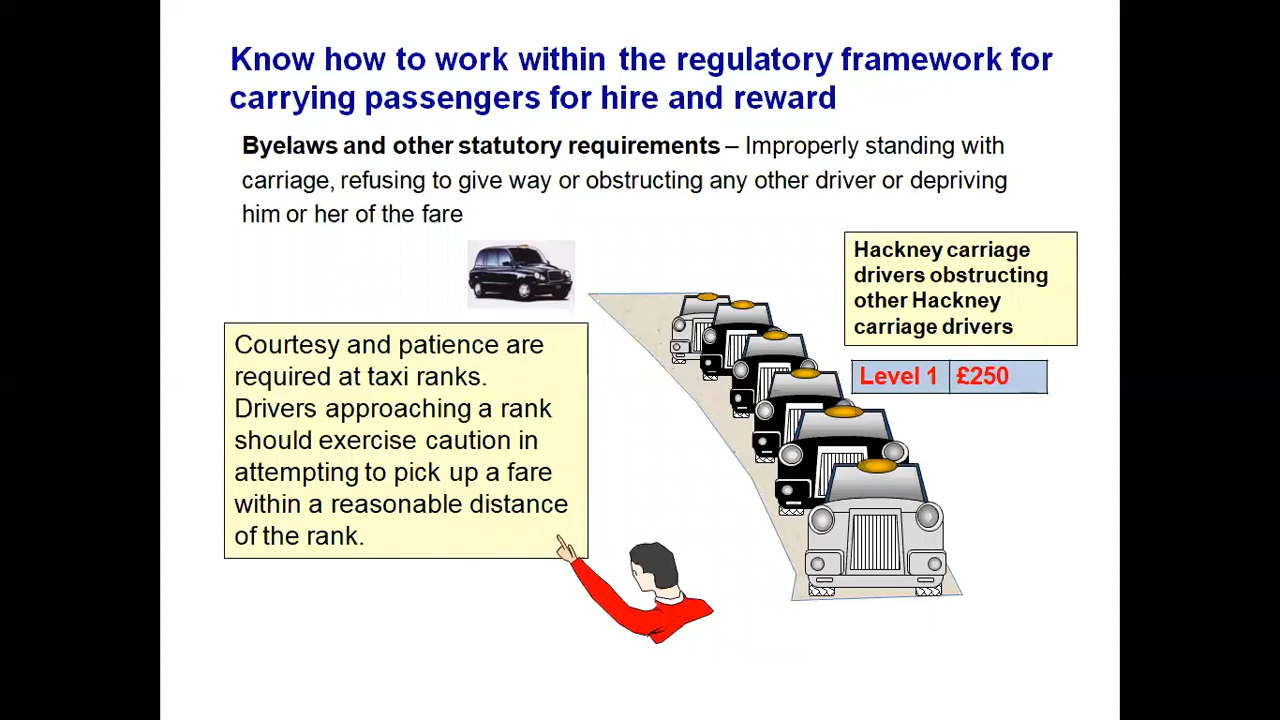 Know how to work within the regulatory framework for
carrying passengers for hire and reward
Byelaws and other statutory requirements – Improperly standing with
carriage, refusing to give way or obstructing any other driver or depriving
him or her of the fare
Hackney carriage
drivers obstructing
other Hackney
carriage drivers
Level 1 £250
Courtesy and patience are
required at taxi ranks.
Drivers approaching a rank
should exercise caution in
attempting to pick up a fare
within a reasonable distance
of the rank.